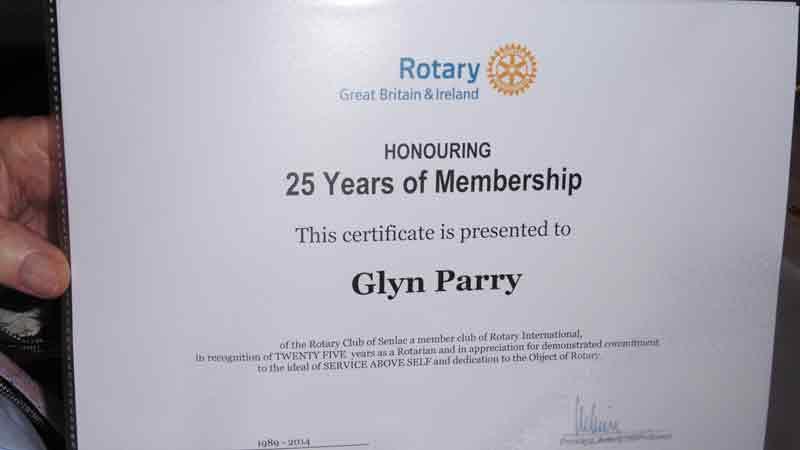 Rotary
Great Britain & Ireland
HONOURING
25 Years of Membership
This certificate is presented to
Glyn Parry
of the Rotary Club of Senlac a member club of Rotary International,
in recognition of TWENTY FIVE years as a Rotarian and in appreciation for demonstrated commitment
to the ideal of SERVICE ABOVE SELF and dedication to the Object of Rotary.
1989 - 2014